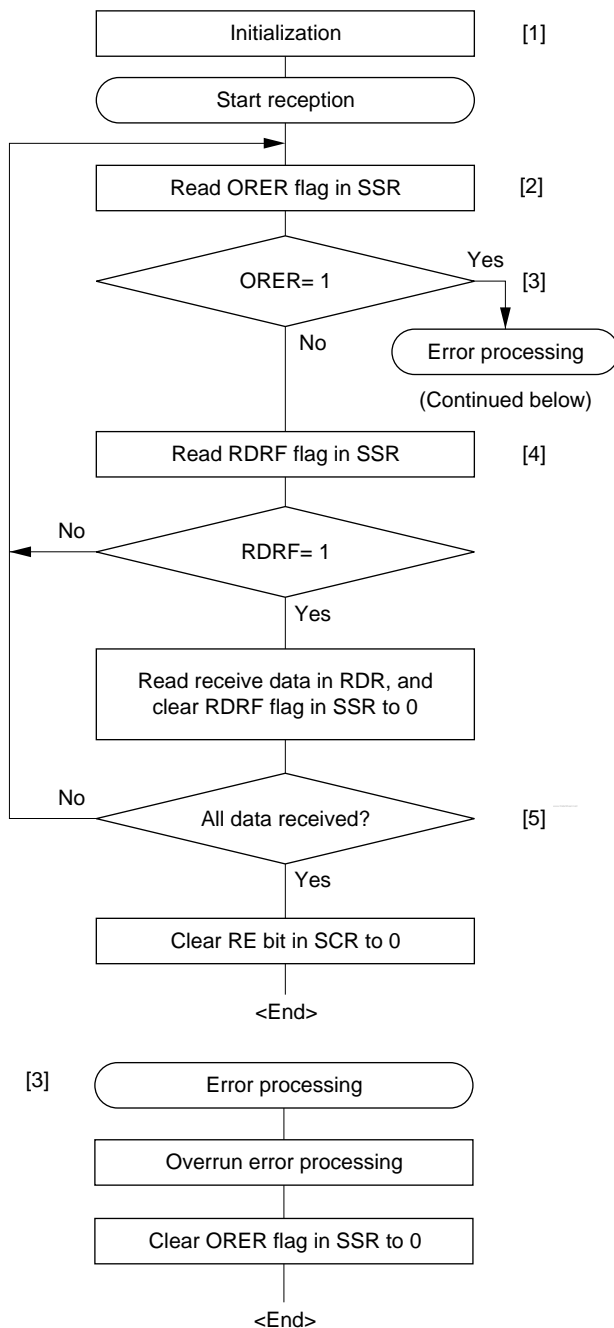 Initialization
[1]
Start reception
Read ORER flag in SSR
[2]
ORER= 1
Yes
[3]
No
Error processing
(Continued below)
Read RDRF flag in SSR
[4]
No
RDRF= 1
Yes
Read receive data in RDR, and
clear RDRF flag in SSR to 0
No
All data received?
[5]
Yes
Clear RE bit in SCR to 0
<End>
[3]
Error processing
Overrun error processing
Clear ORER flag in SSR to 0
<End>